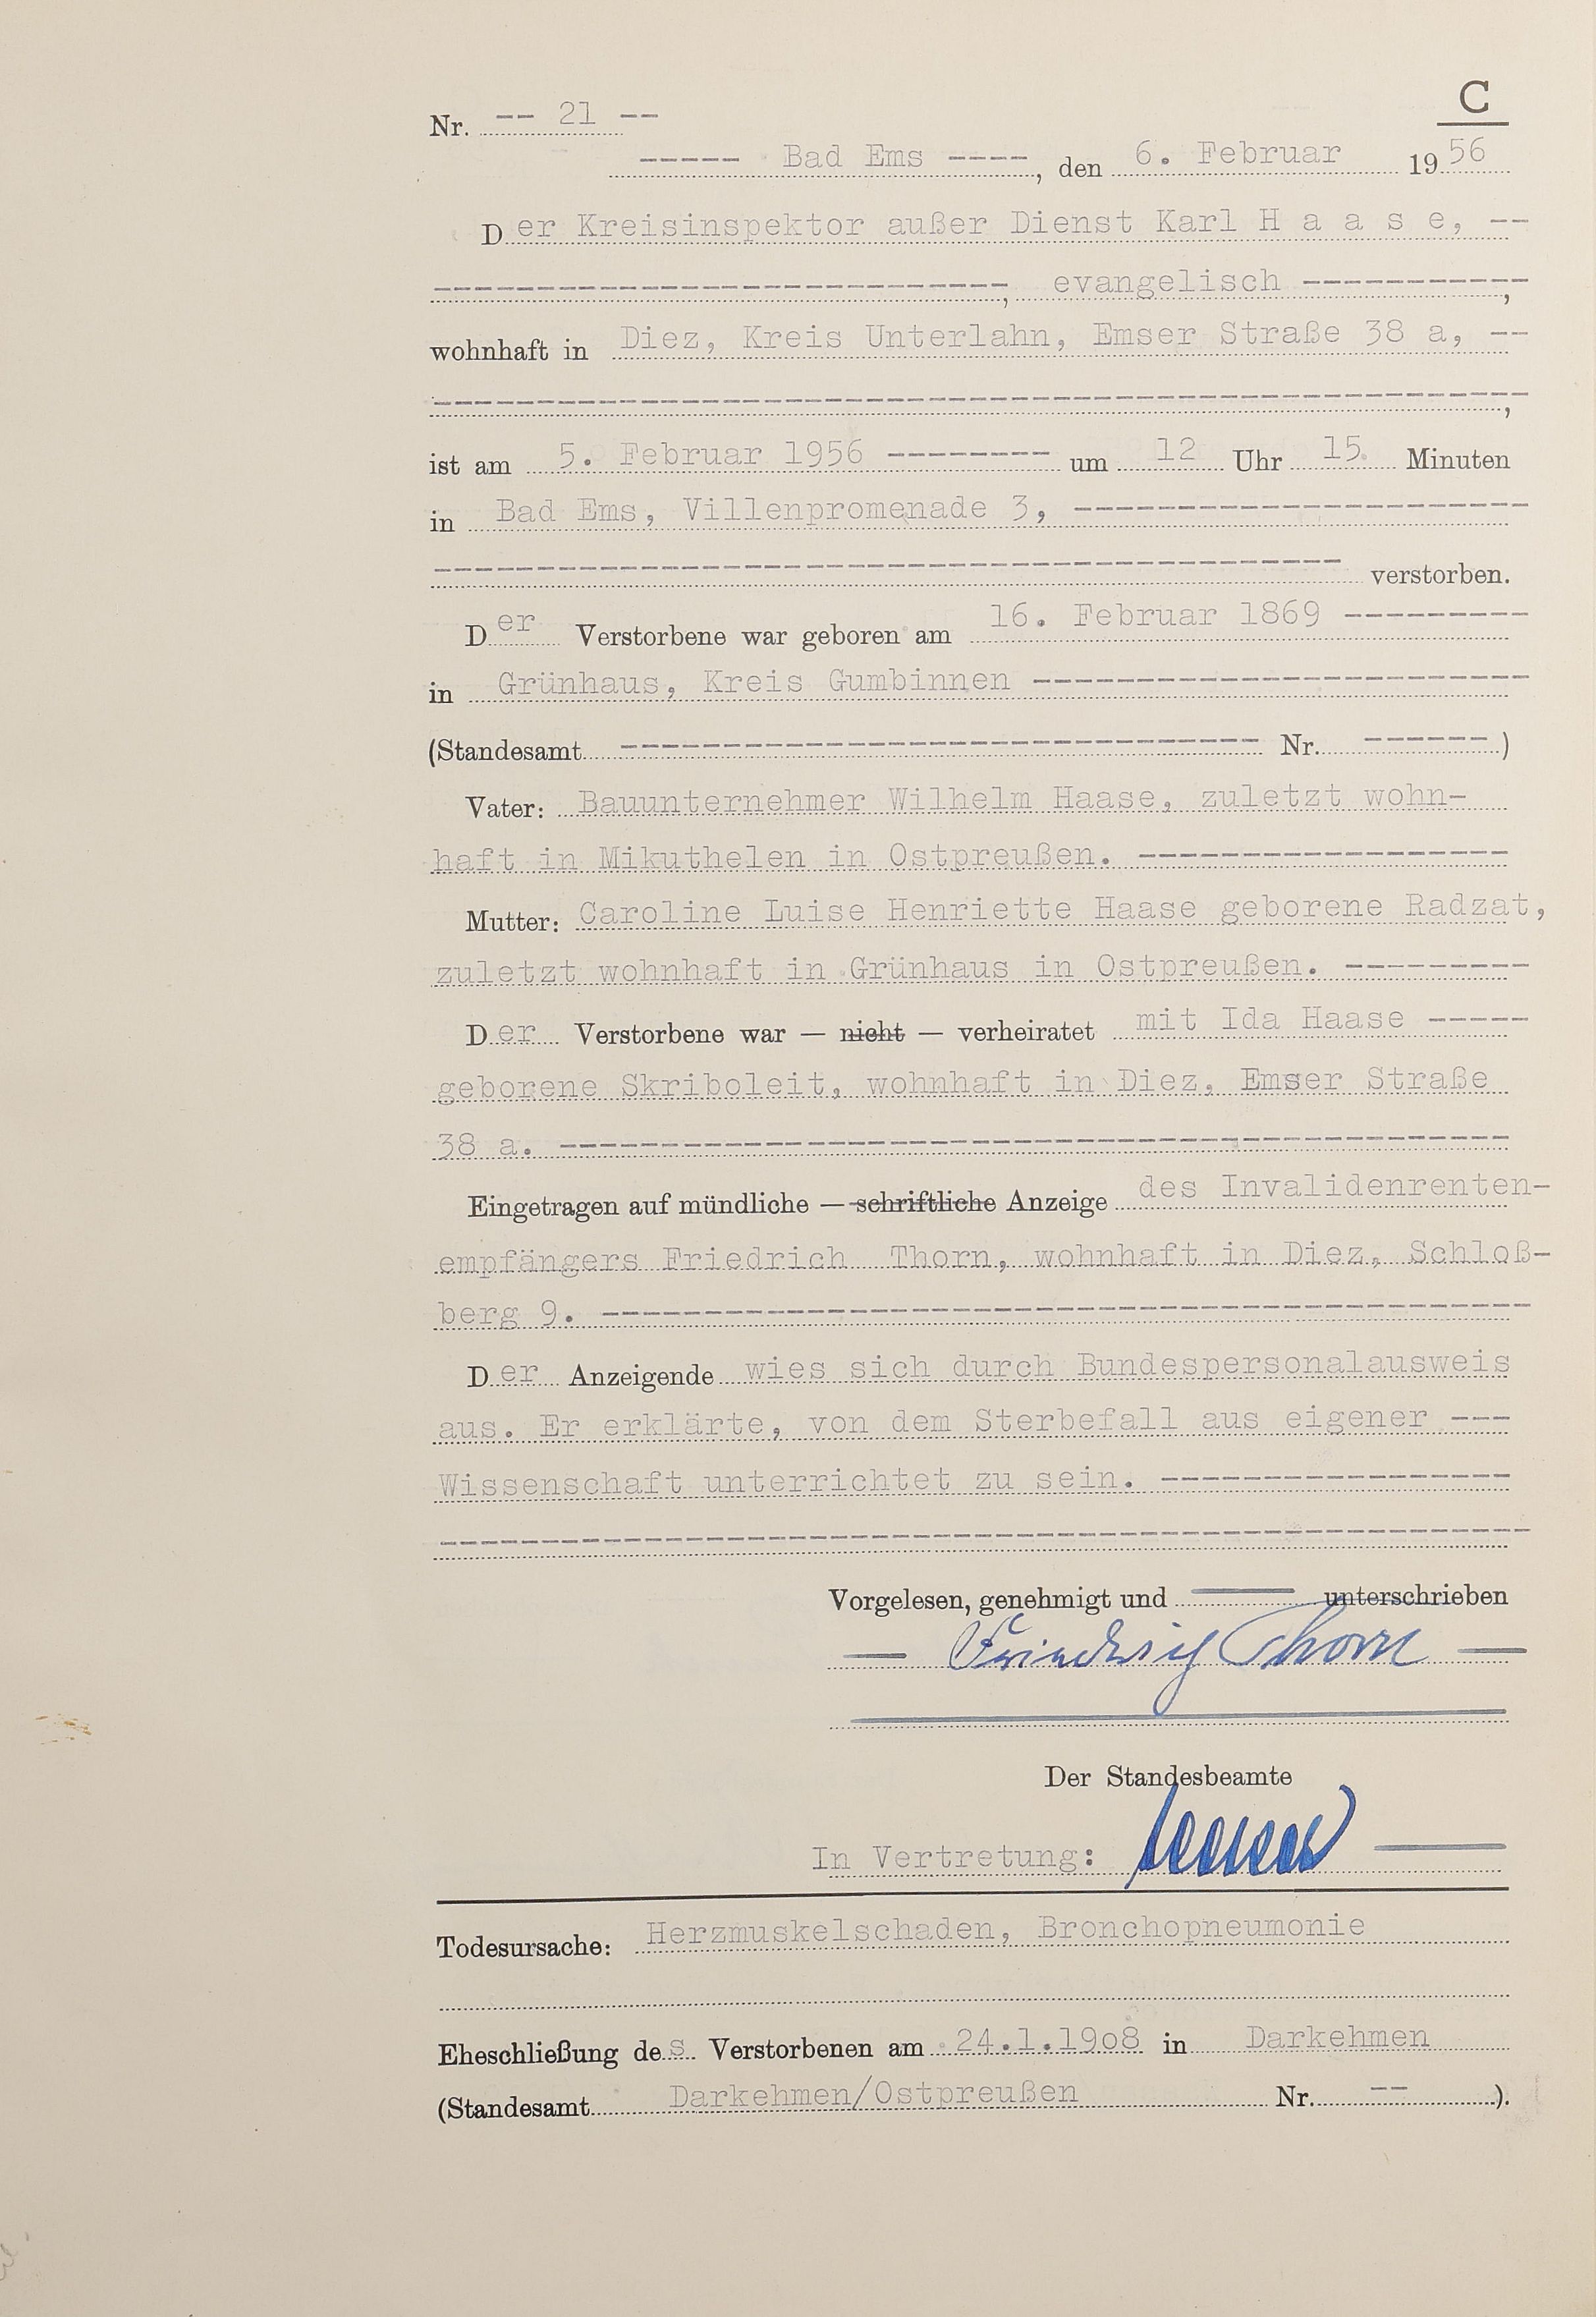 C
Nr. -- 21 --
----- Bad Ems ----, den 6. Februar 1956
Der Kreisinspektor außer Dienst Karl H a a s e, --
----------------------------, evangelisch -----------,
wohnhaft in Diez, Kreis Unterlahn, Emser Straße 38 a, --
-----------------------------------------------------,
ist am 5. Februar 1956 -------- um 12 Uhr 15 Minuten
in Bad Ems, Villenpromenade 3, ----------------------
-------------------------------------------- verstorben.
Der Verstorbene war geboren am 16. Februar 1869 ---------
in Grünhaus, Kreis Gumbinnen ------------------------
(Standesamt ------------------------------- Nr. ------)
Vater: Bauunternehmer Wilhelm Haase, zuletzt wohn-
haft in Mikuthelen in Ostpreußen. ------------------
Mutter: Caroline Luise Henriette Haase geborene Radzat,
zuletzt wohnhaft in Grünhaus in Ostpreußen. ---------
Der Verstorbene war — nicht — verheiratet mit Ida Haase -----
geborene Skriboleit, wohnhaft in Diez, Emser Straße
38 a. ----------------------------------------------
Eingetragen auf mündliche — schriftliche Anzeige des Invalidenrenten-
empfängers Friedrich Thorn, wohnhaft in Diez, Schloß-
berg 9. ---------------------------------------------
Der Anzeigende wies sich durch Bundespersonalausweis
aus. Er erklärte, von dem Sterbefall aus eigener ---
Wissenschaft unterrichtet zu sein. -----------------
-----------------------------------------------------
Vorgelesen, genehmigt und —— unterschrieben
— Friedrich Thorn —
Der Standesbeamte
In Vertretung:
Todesursache: Herzmuskelschaden, Bronchopneumonie
Eheschließung des Verstorbenen am 24.1.19o8 in Darkehmen
(Standesamt Darkehmen/Ostpreußen Nr. -- ).